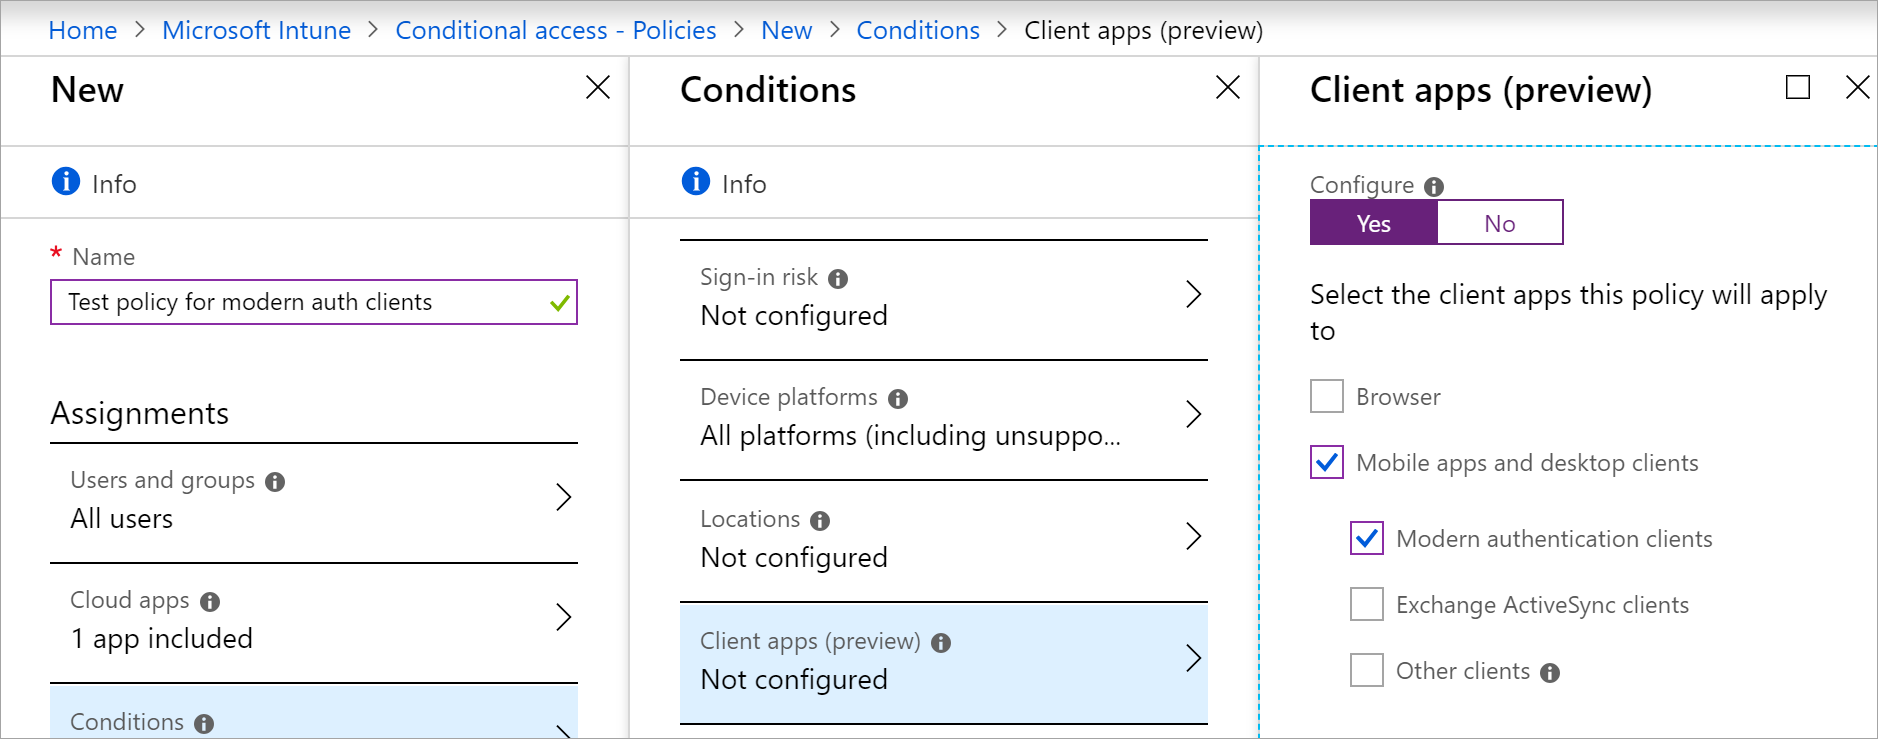 Home > Microsoft Intune > Conditional access - Policies > New > Conditions > Client apps (preview)
New
Info
* Name
Test policy for modern auth clients
Assignments
Users and groups
All users
Cloud apps
1 app included
Conditions
Conditions
Info
Sign-in risk
Not configured
Device platforms
All platforms (including unsuppo...
Locations
Not configured
Client apps (preview)
Not configured
Client apps (preview)
Configure
Yes No
Select the client apps this policy will apply
to
Browser
Mobile apps and desktop clients
Modern authentication clients
Exchange ActiveSync clients
Other clients